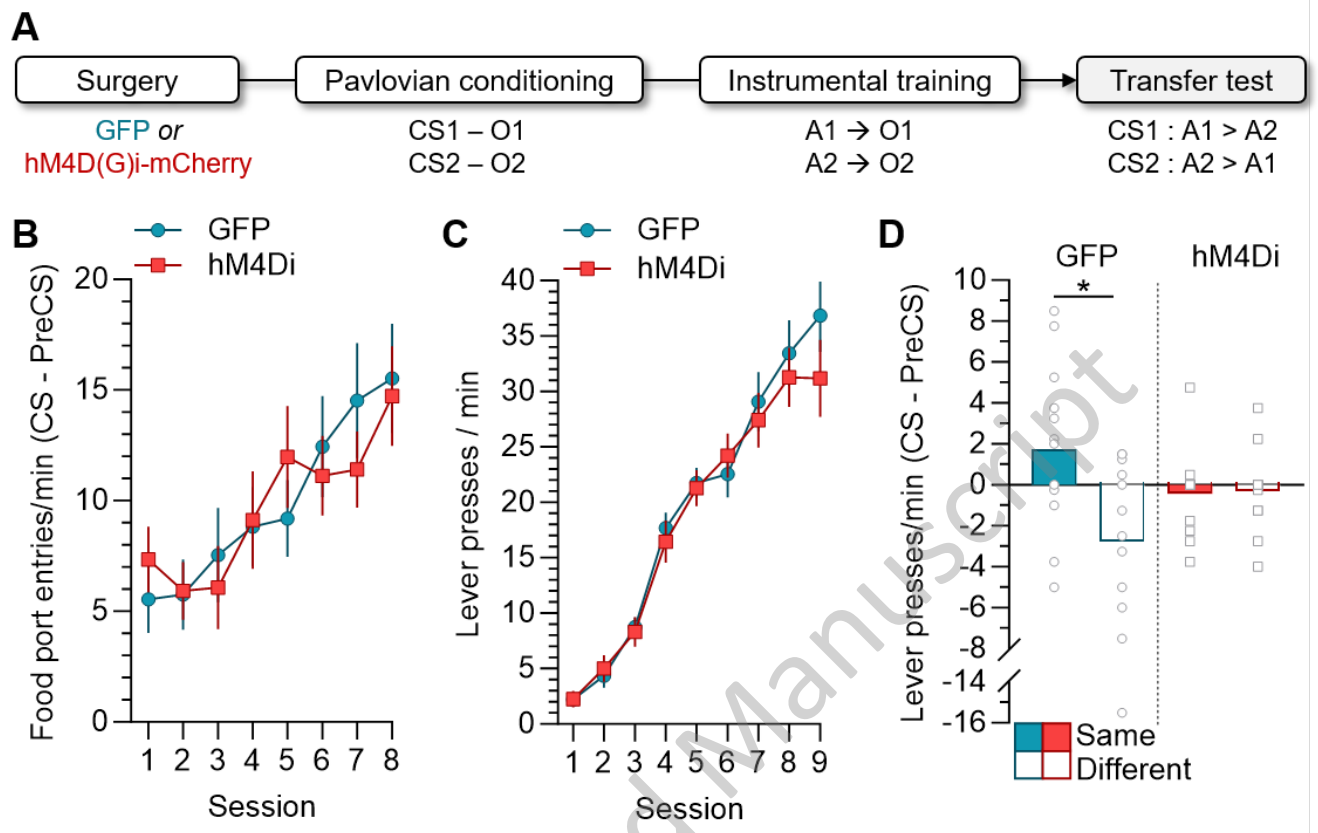 A
Surgery
Pavlovian conditioning
Instrumental training
Transfer test
GFP or
hM4D(G)i-mCherry
CS1 – O1
CS2 – O2
A1 → O1
A2 → O2
CS1 : A1 > A2
CS2 : A2 > A1
B
GFP
hM4Di
Food port entries/min (CS - PreCS)
20
15
10
5
0
1 2 3 4 5 6 7 8
Session
C
GFP
hM4Di
Lever presses / min
40
35
30
25
20
15
10
5
0
1 2 3 4 5 6 7 8 9
Session
D
GFP
hM4Di
*
Lever presses/min (CS - PreCS)
10
8
6
4
2
0
-2
-4
-6
-8
-14
-16
Same
Different
d Manuscript